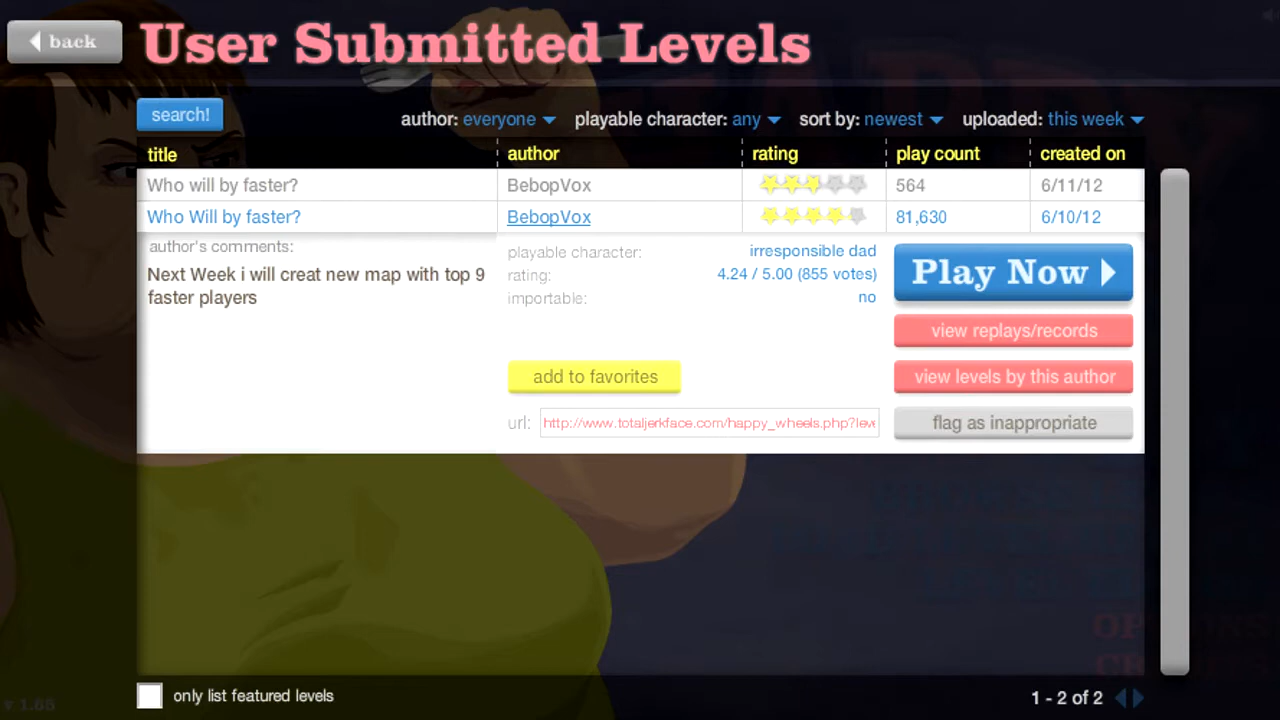 back
User Submitted Levels
search!
author: everyone playable character: any sort by: newest uploaded: this week
title author rating play count created on
Who will by faster? BebopVox 564 6/11/12
Who Will by faster? BebopVox 81,630 6/10/12
author's comments:
Next Week i will creat new map with top 9
faster players
playable character: irresponsible dad
rating: 4.24 / 5.00 (855 votes)
importable: no
Play Now
view replays/records
add to favorites
view levels by this author
url: http://www.totaljerkface.com/happy_wheels.php?leve
flag as inappropriate
only list featured levels
1 - 2 of 2
v 1.65